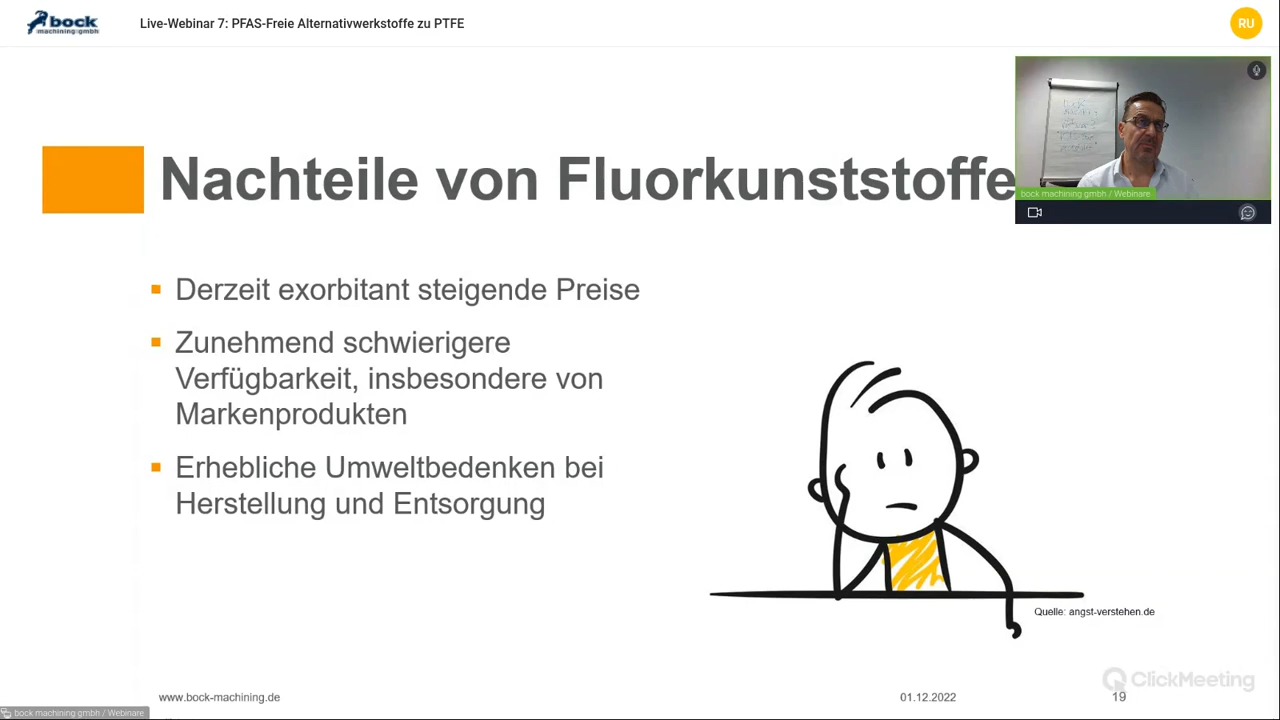 bock
machining gmbh
Live-Webinar 7: PFAS-Freie Alternativwerkstoffe zu PTFE
RU
Nachteile von Fluorkunststoffe
bock machining gmbh / Webinare
Derzeit exorbitant steigende Preise
Zunehmend schwierigere
Verfügbarkeit, insbesondere von
Markenprodukten
Erhebliche Umweltbedenken bei
Herstellung und Entsorgung
Quelle: angst-verstehen.de
ClickMeeting
www.bock-machining.de
01.12.2022
19
bock machining gmbh / Webinare